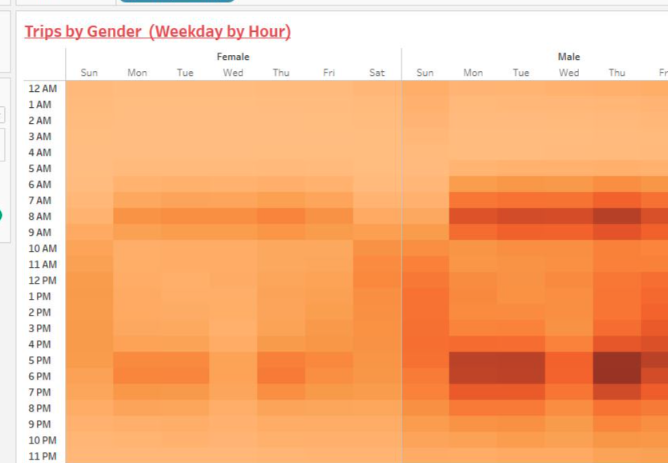 Trips by Gender (Weekday by Hour)
Female Male
Sun Mon Tue Wed Thu Fri Sat Sun Mon Tue Wed Thu Fr
12 AM
1 AM
2 AM
3 AM
4 AM
5 AM
6 AM
7 AM
8 AM
9 AM
10 AM
11 AM
12 PM
1 PM
2 PM
3 PM
4 PM
5 PM
6 PM
7 PM
8 PM
9 PM
10 PM
11 PM